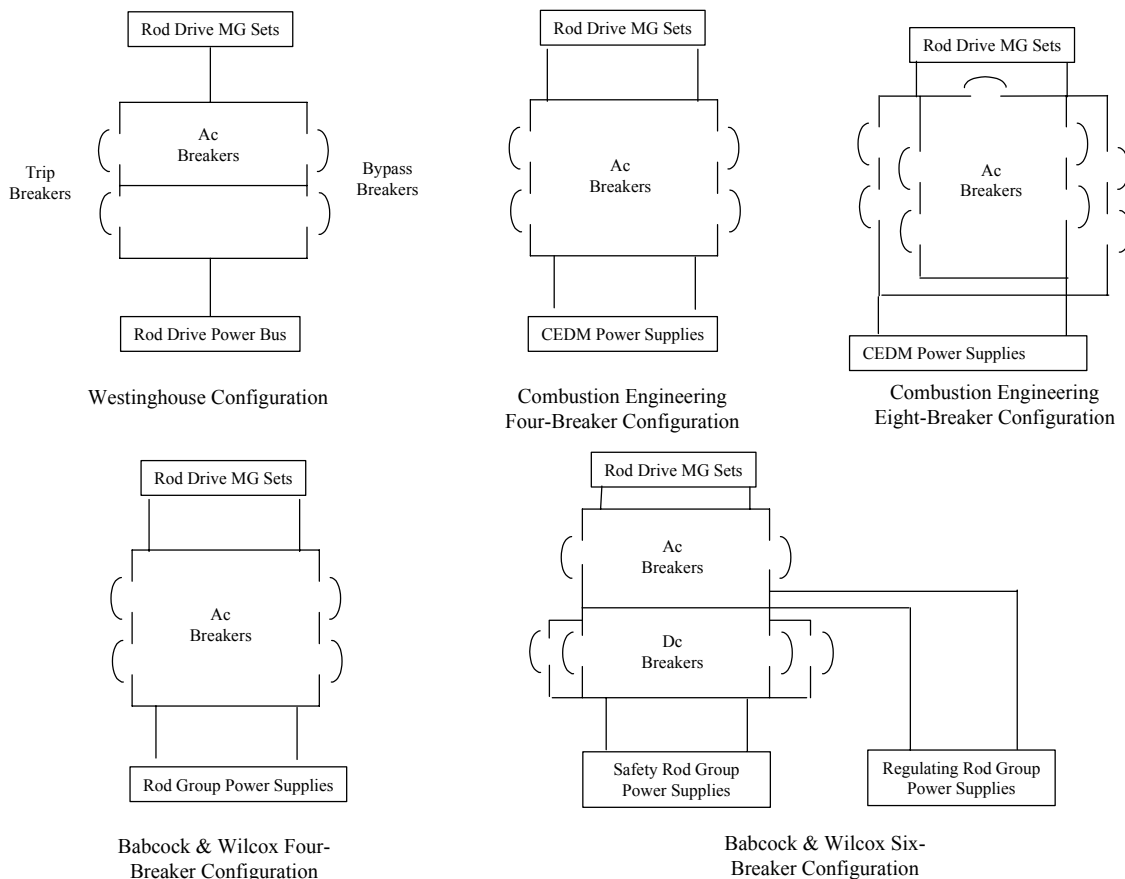 Rod Drive MG Sets
Ac
Breakers
Trip
Breakers
Bypass
Breakers
Rod Drive Power Bus
Westinghouse Configuration
Rod Drive MG Sets
Ac
Breakers
CEDM Power Supplies
Combustion Engineering
Four-Breaker Configuration
Rod Drive MG Sets
Ac
Breakers
CEDM Power Supplies
Combustion Engineering
Eight-Breaker Configuration
Rod Drive MG Sets
Ac
Breakers
Rod Group Power Supplies
Babcock & Wilcox Four-
Breaker Configuration
Rod Drive MG Sets
Ac
Breakers
Dc
Breakers
Safety Rod Group
Power Supplies
Regulating Rod Group
Power Supplies
Babcock & Wilcox Six-
Breaker Configuration